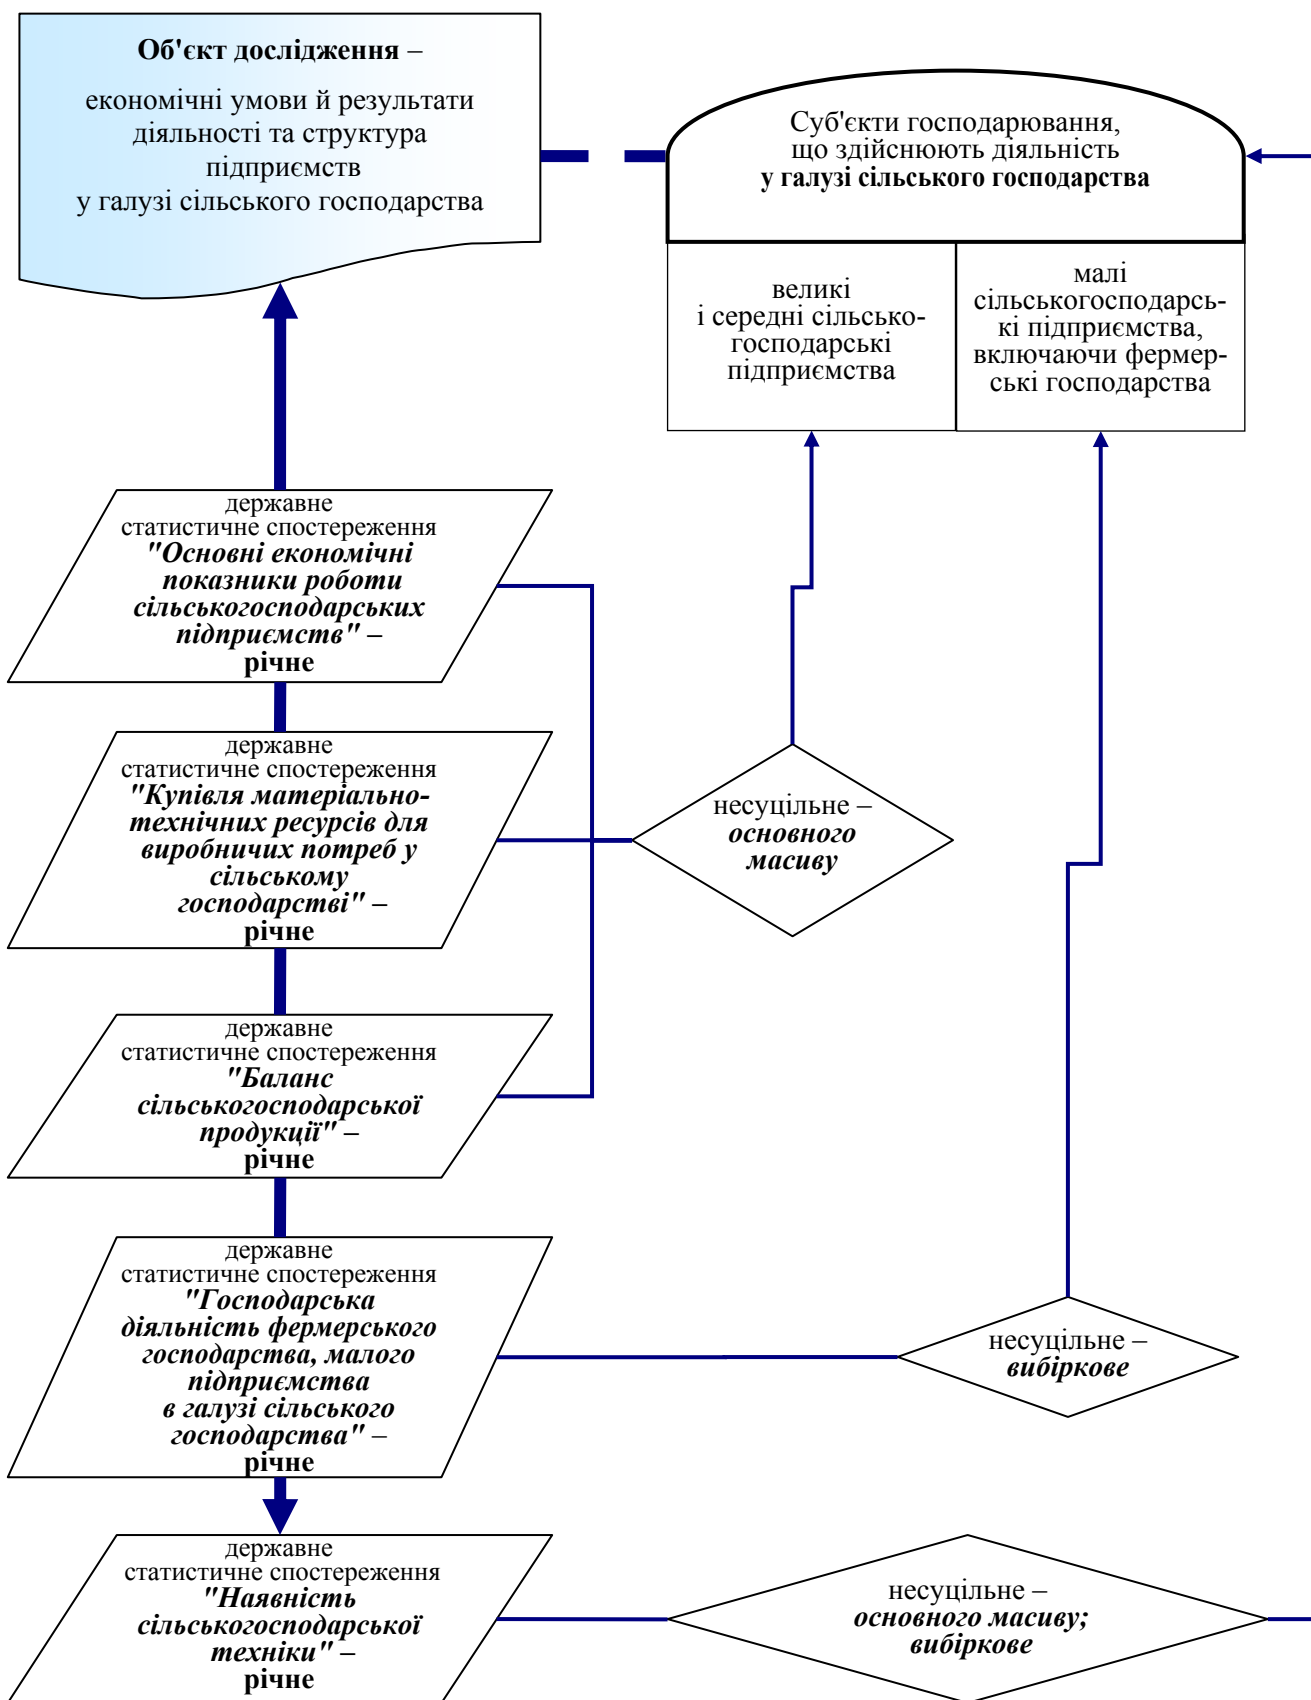 Об'єкт дослідження –
економічні умови й результати
діяльності та структура
підприємств
у галузі сільського господарства
Суб'єкти господарювання,
що здійснюють діяльність
у галузі сільського господарства
великі
і середні сільсько-
господарські
підприємства
малі
сільськогосподарсь-
кі підприємства,
включаючи фермер-
ські господарства
державне
статистичне спостереження
"Основні економічні
показники роботи
сільськогосподарських
підприємств" –
річне
державне
статистичне спостереження
"Купівля матеріально-
технічних ресурсів для
виробничих потреб у
сільському
господарстві" –
річне
несуцільне –
основного
масиву
державне
статистичне спостереження
"Баланс
сільськогосподарської
продукції" –
річне
державне
статистичне спостереження
"Господарська
діяльність фермерського
господарства, малого
підприємства
в галузі сільського
господарства" –
річне
несуцільне –
вибіркове
державне
статистичне спостереження
"Наявність
сільськогосподарської
техніки" –
річне
несуцільне –
основного масиву;
вибіркове